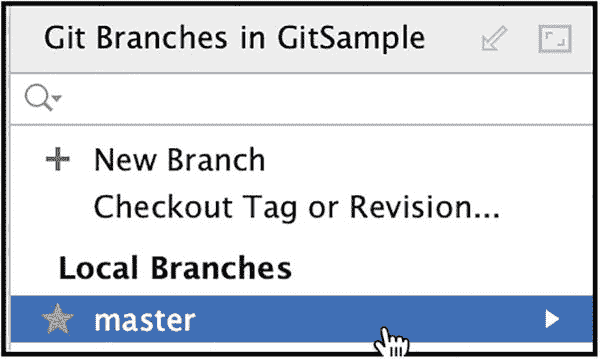 Git Branches in GitSample
New Branch
Checkout Tag or Revision...
Local Branches
master